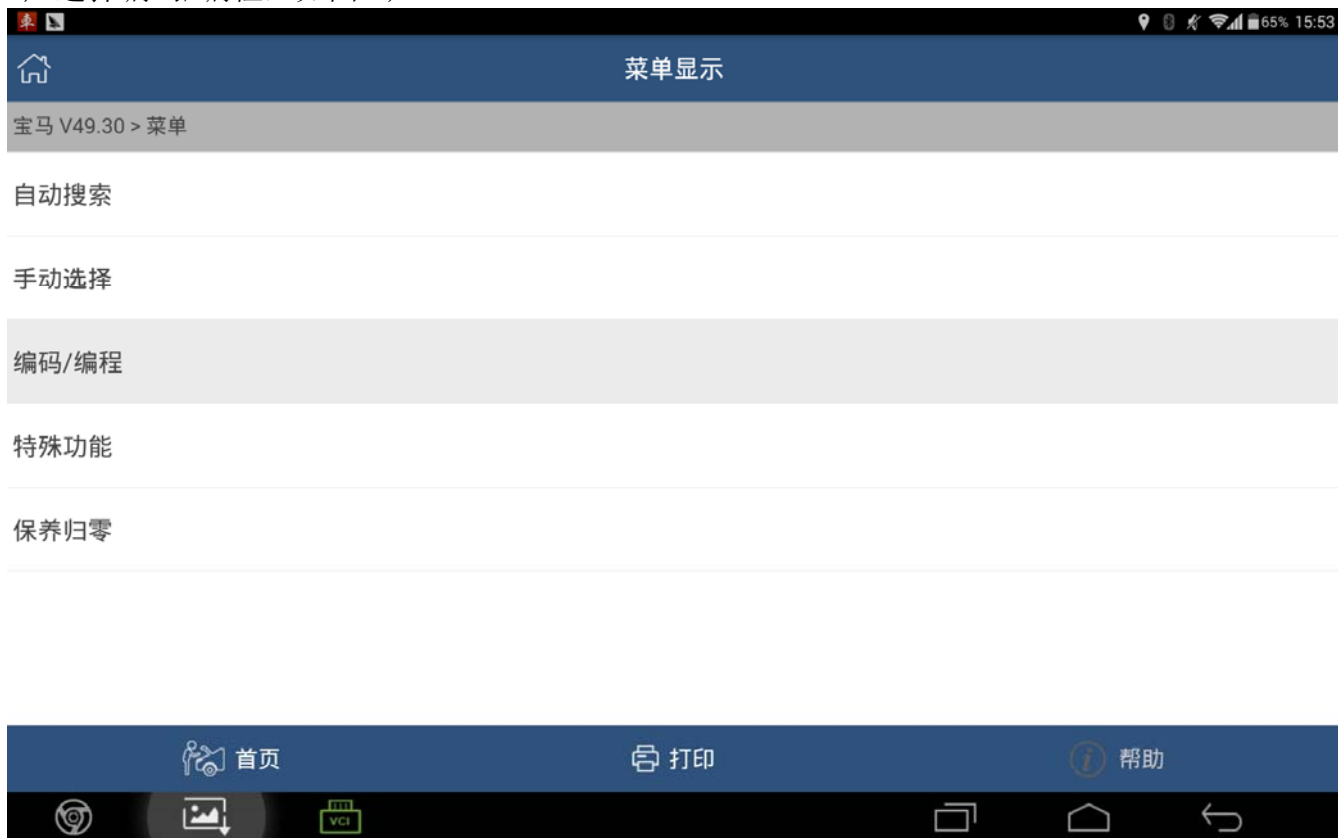 65% 15:53
菜单显示
宝马 V49.30 > 菜单
自动搜索
手动选择
编码/编程
特殊功能
保养归零
首页 打印 帮助
VCI